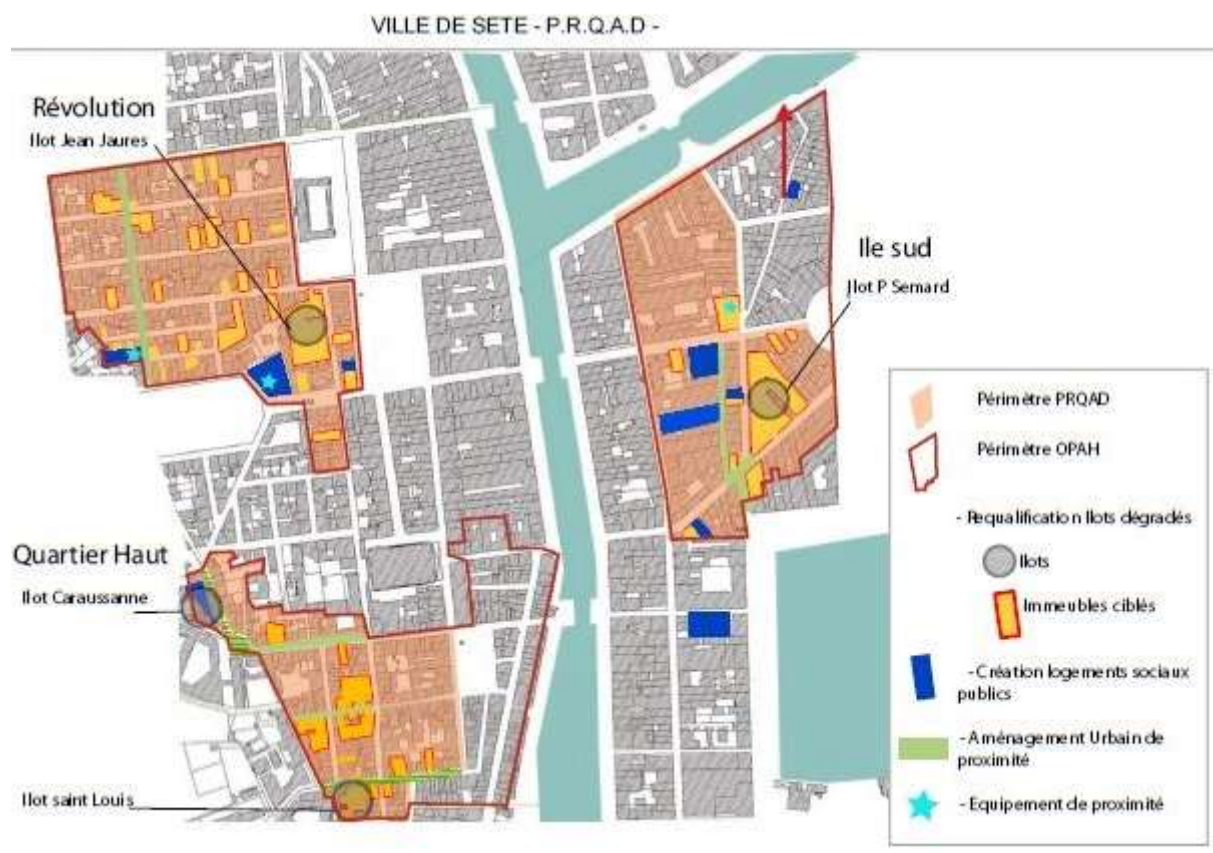 VILLE DE SETE - P.R.Q.A.D -
Révolution
Ilot Jean Jaures
Ile sud
Ilot P Semard
Quartier Haut
Ilot Caraussanne
Ilot saint Louis
Périmètre PRQAD
Périmètre OPAH
- Requalification Ilots dégradés
Ilots
Immeubles ciblés
- Création logements sociaux
publics
- Aménagement Urbain de
proximité
- Equipement de proximité